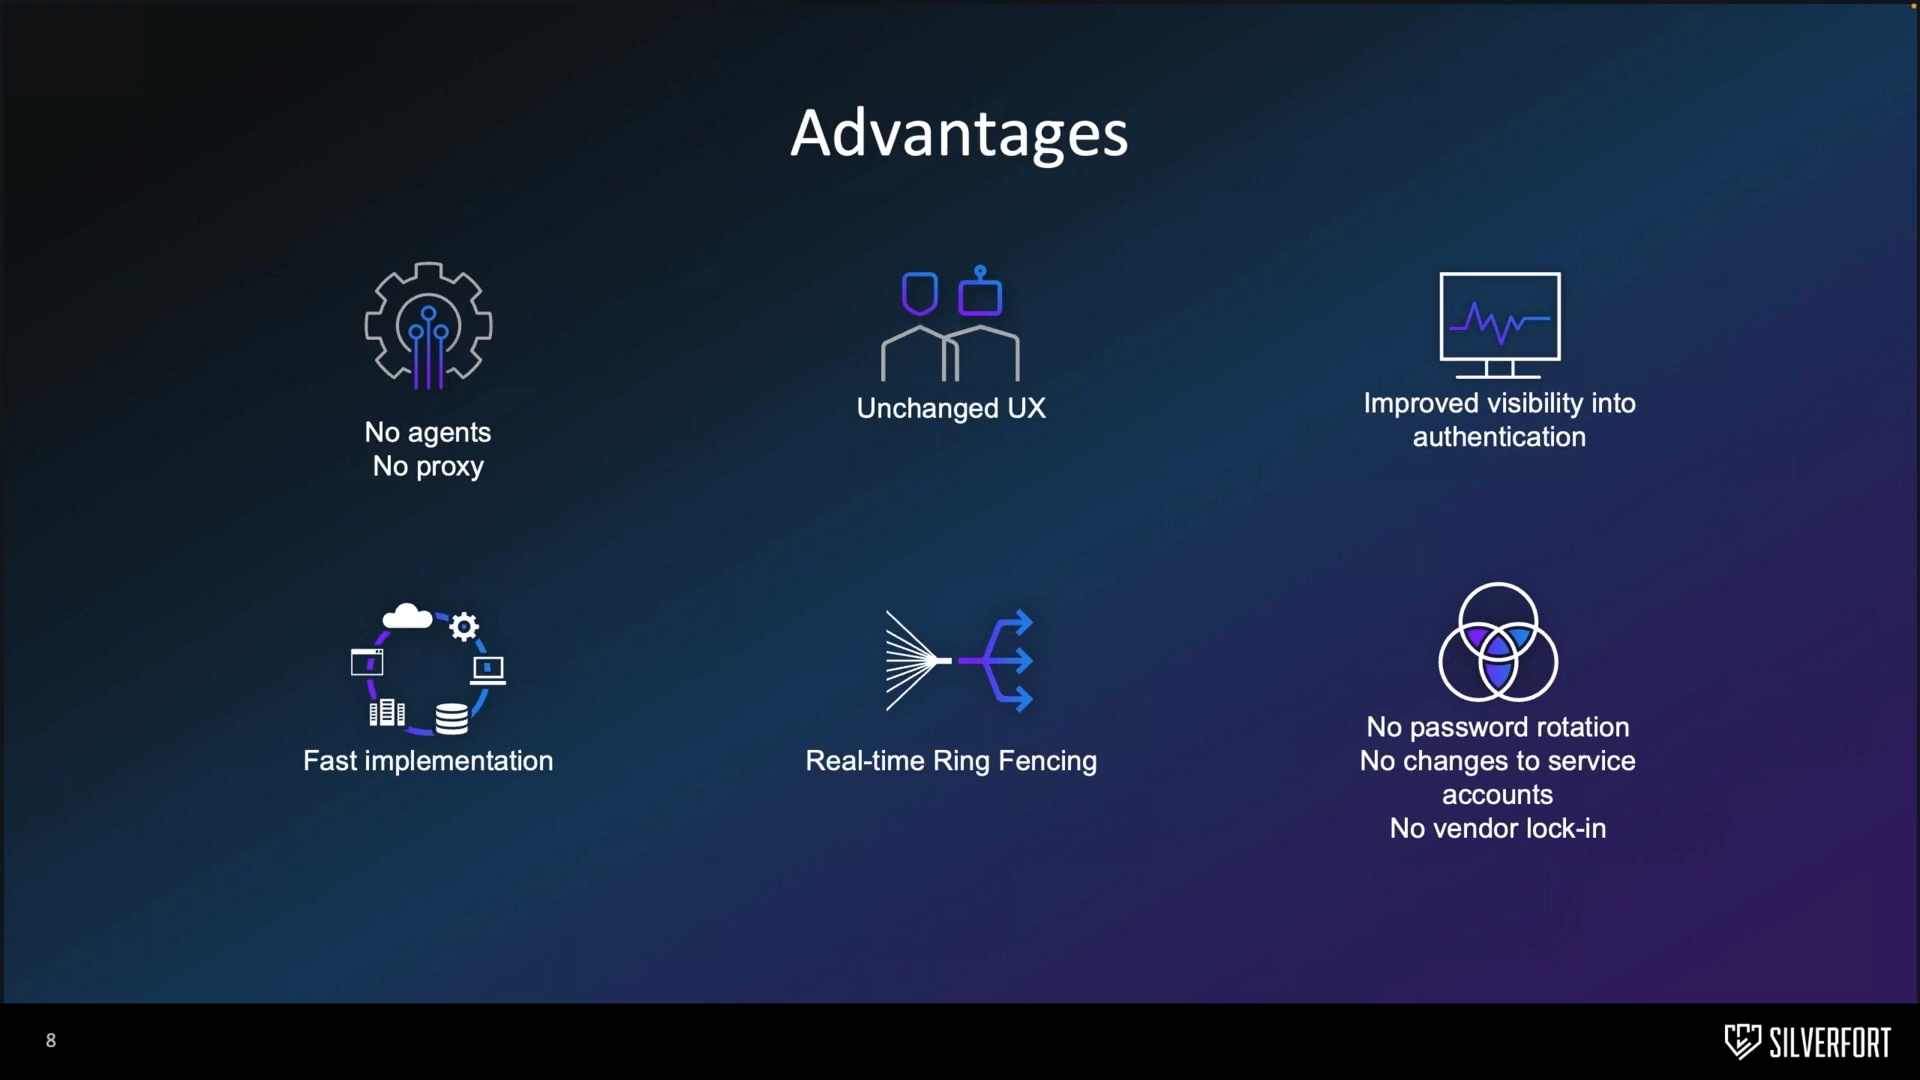 Advantages
No agents
No proxy
Unchanged UX
Improved visibility into
authentication
Fast implementation
Real-time Ring Fencing
No password rotation
No changes to service
accounts
No vendor lock-in
8
SILVERFORT